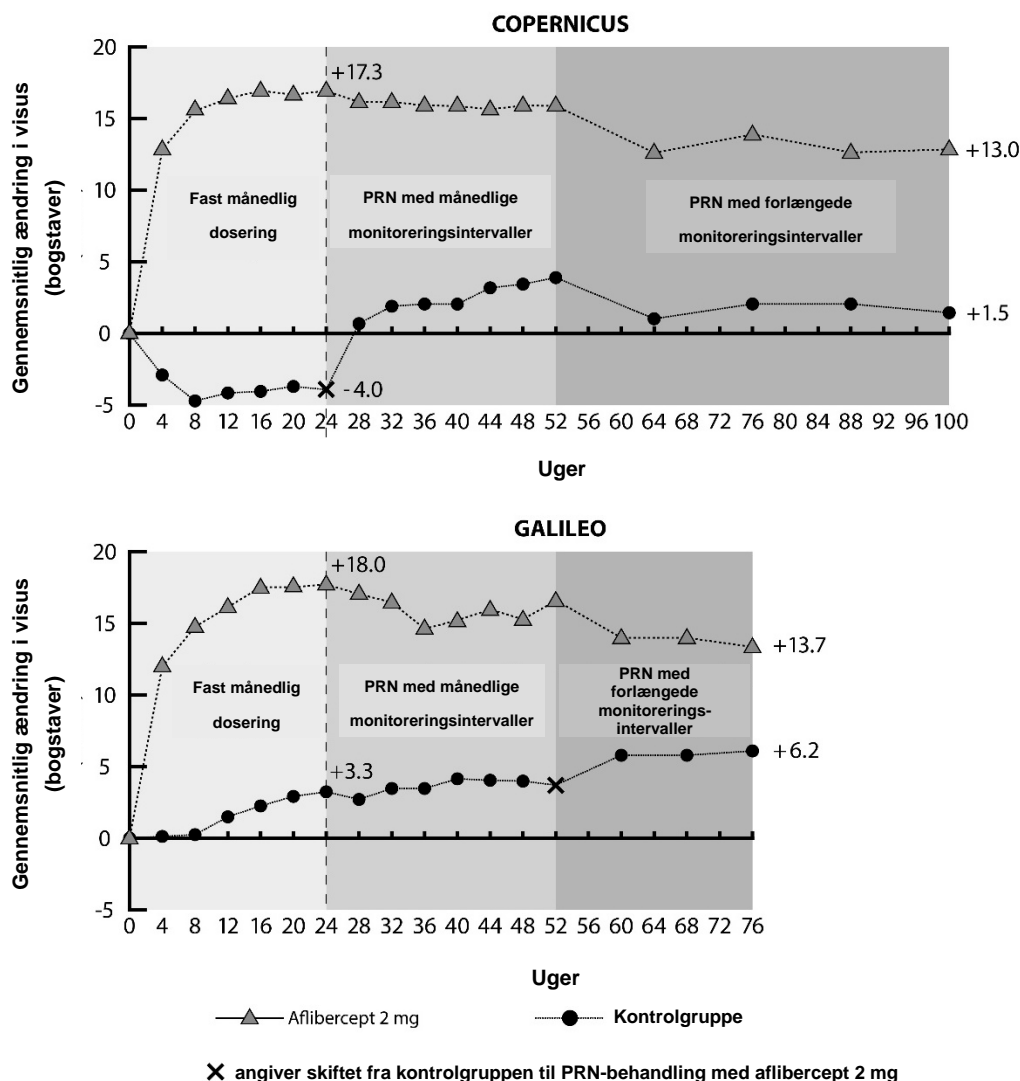 COPERNICUS
Gennemsnitlig ændring i visus
(bogstaver)
20
15
10
5
0
-5
+17.3
+13.0
Fast månedlig
dosering
PRN med månedlige
monitoreringsintervaller
PRN med forlængede
monitoreringsintervaller
-4.0
+1.5
0 4 8 12 16 20 24 28 32 36 40 44 48 52 56 60 64 68 72 76 80 84 88 92 96 100
Uger
GALILEO
Gennemsnitlig ændring i visus
(bogstaver)
20
15
10
5
0
-5
+18.0
+13.7
Fast månedlig
dosering
PRN med månedlige
monitoreringsintervaller
PRN med
forlængede
monitorerings-
intervaller
+3.3
+6.2
0 4 8 12 16 20 24 28 32 36 40 44 48 52 56 60 64 68 72 76
Uger
Aflibercept 2 mg
Kontrolgruppe
angiver skiftet fra kontrolgruppen til PRN-behandling med aflibercept 2 mg